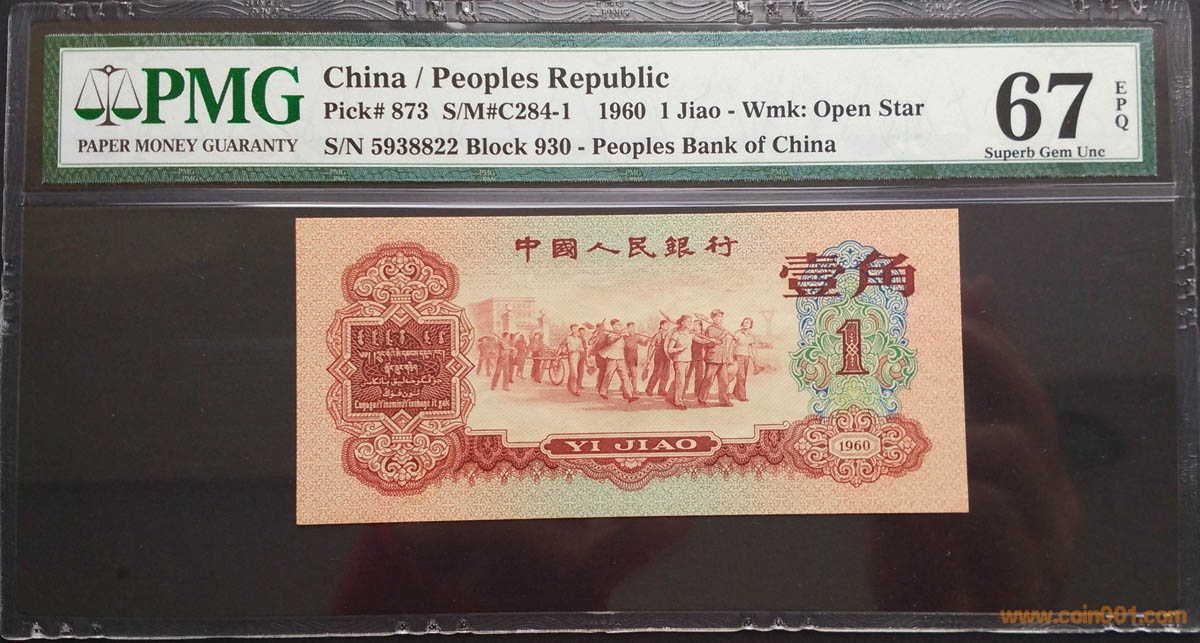 PMG
PAPER MONEY GUARANTY
China / Peoples Republic
Pick# 873 S/M#C284-1 1960 1 Jiao - Wmk: Open Star
S/N 5938822 Block 930 - Peoples Bank of China
67
EPQ
Superb Gem Unc
中國人民銀行
壹角
1
YI JIAO
1960
www.coin001.com